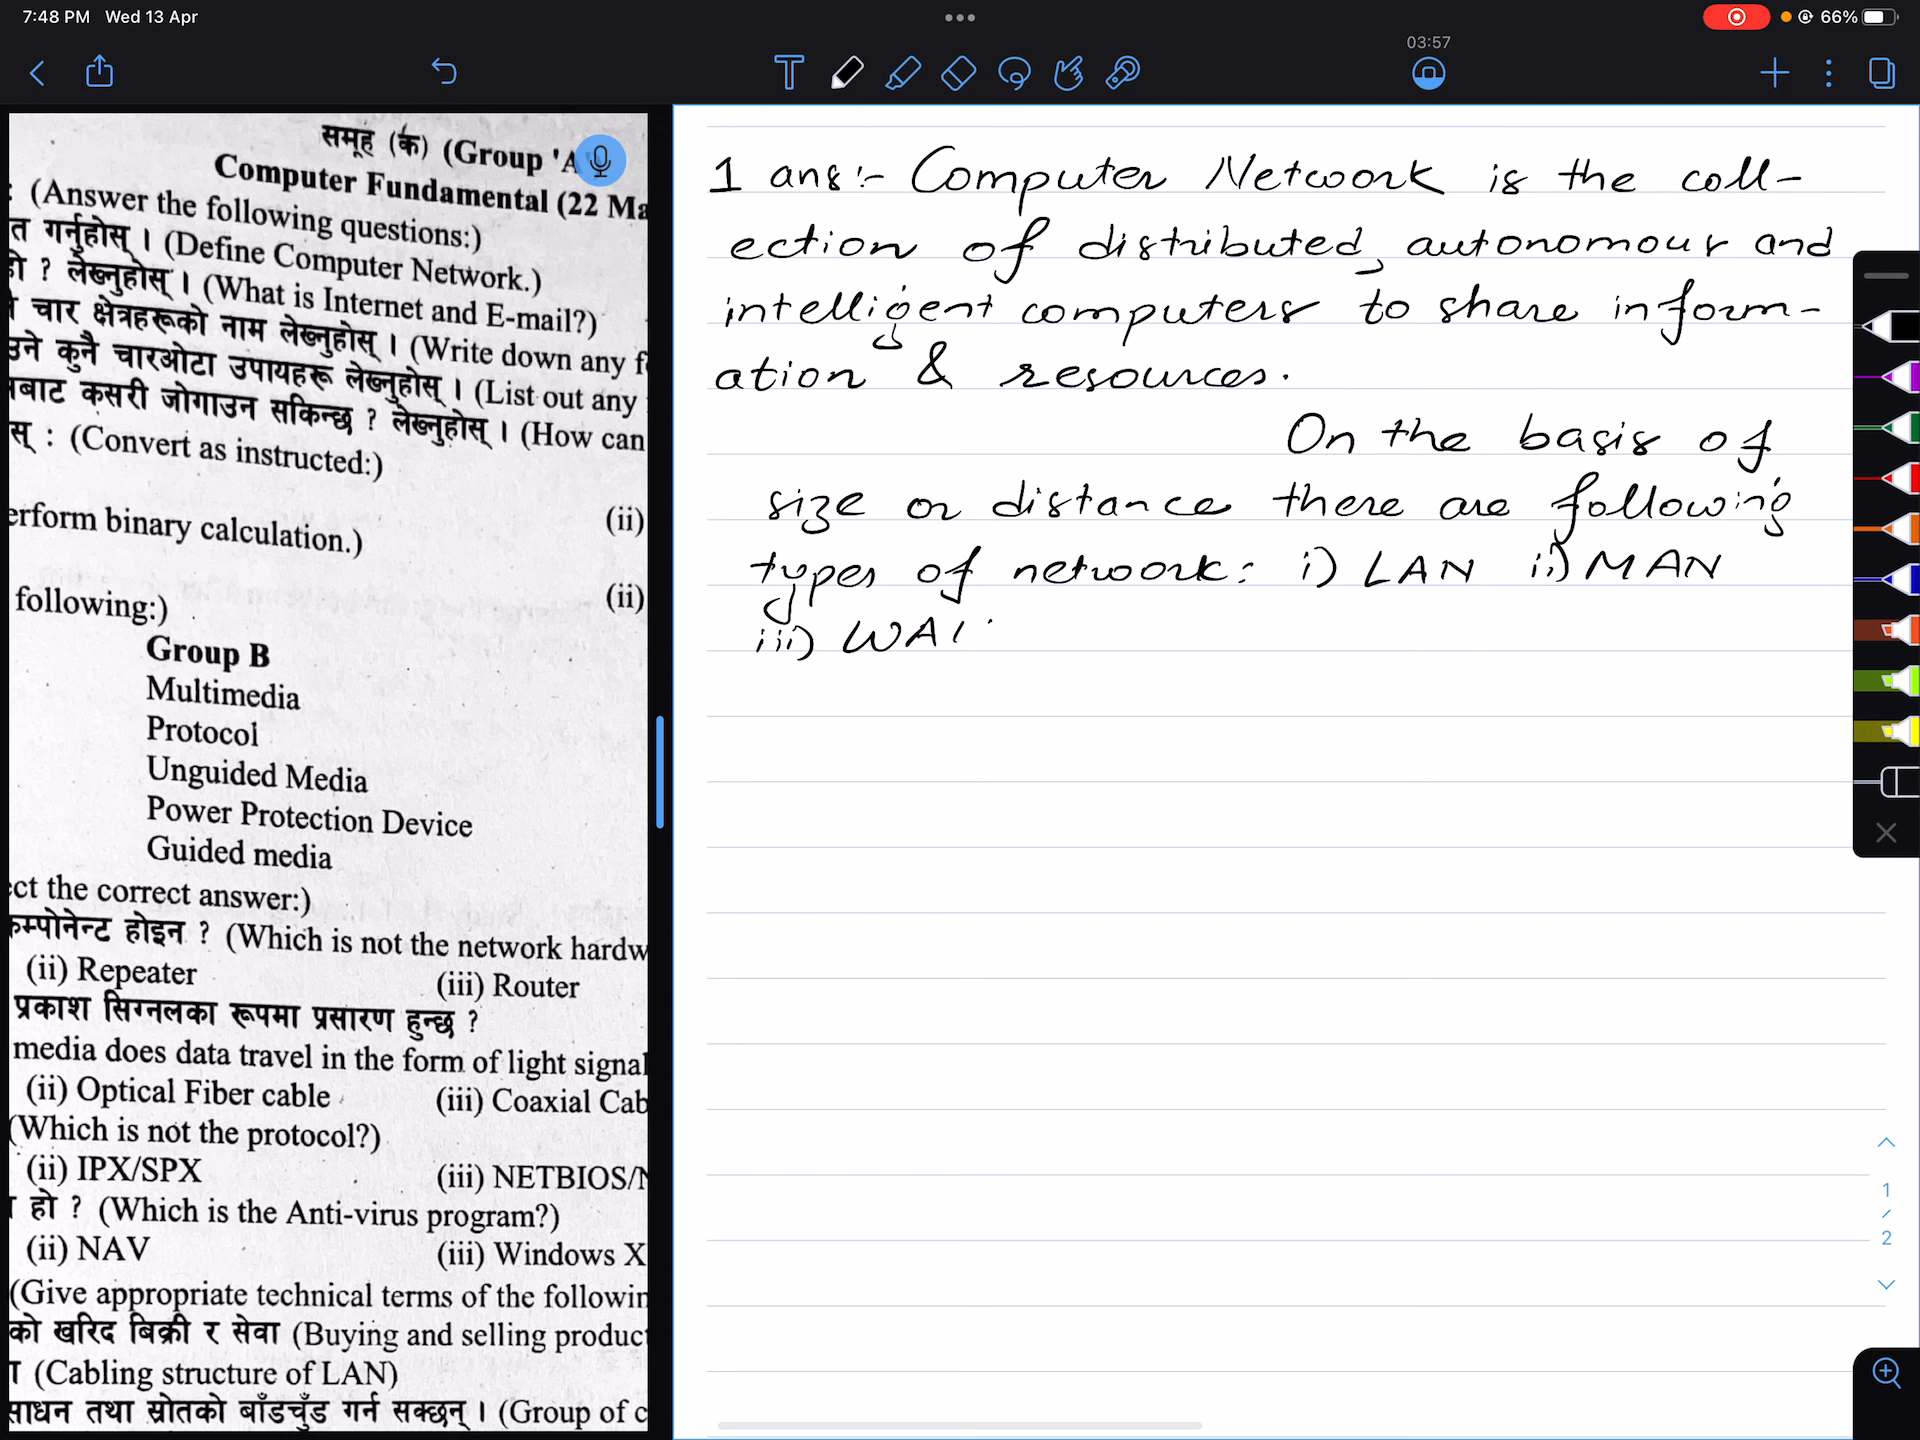 7:48 PM Wed 13 Apr
66%
03:57
समूह (क) (Group 'A
Computer Fundamental (22 Ma
: (Answer the following questions:)
त गर्नुहोस् । (Define Computer Network.)
हो ? लेख्नुहोस् । (What is Internet and E-mail?)
चार क्षेत्रहरूको नाम लेख्नुहोस् । (Write down any f
उने कुनै चारओटा उपायहरू लेख्नुहोस् । (List out any
बाट कसरी जोगाउन सकिन्छ ? लेख्नुहोस् । (How can
स् : (Convert as instructed:)
(ii)
erform binary calculation.)
(ii)
following:)
Group B
Multimedia
Protocol
Unguided Media
Power Protection Device
Guided media
ect the correct answer:)
कम्पोनेन्ट होइन ? (Which is not the network hardw
(ii) Repeater (iii) Router
प्रकाश सिग्नलका रूपमा प्रसारण हुन्छ ?
media does data travel in the form of light signal
(ii) Optical Fiber cable (iii) Coaxial Cab
(Which is not the protocol?)
(ii) IPX/SPX (iii) NETBIOS/N
हो ? (Which is the Anti-virus program?)
(ii) NAV (iii) Windows X
(Give appropriate technical terms of the followin
को खरिद बिक्री र सेवा (Buying and selling product
(Cabling structure of LAN)
साधन तथा स्रोतको बाँडचुँड गर्न सक्छन् । (Group of c
1 ans:- Computer Network is the coll-
ection of distributed, autonomour and
intelligent computers to share inform-
ation & resources.
On the basis of
size or distance there are following
types of network: i) LAN ii) MAN
iii) WA
1
2